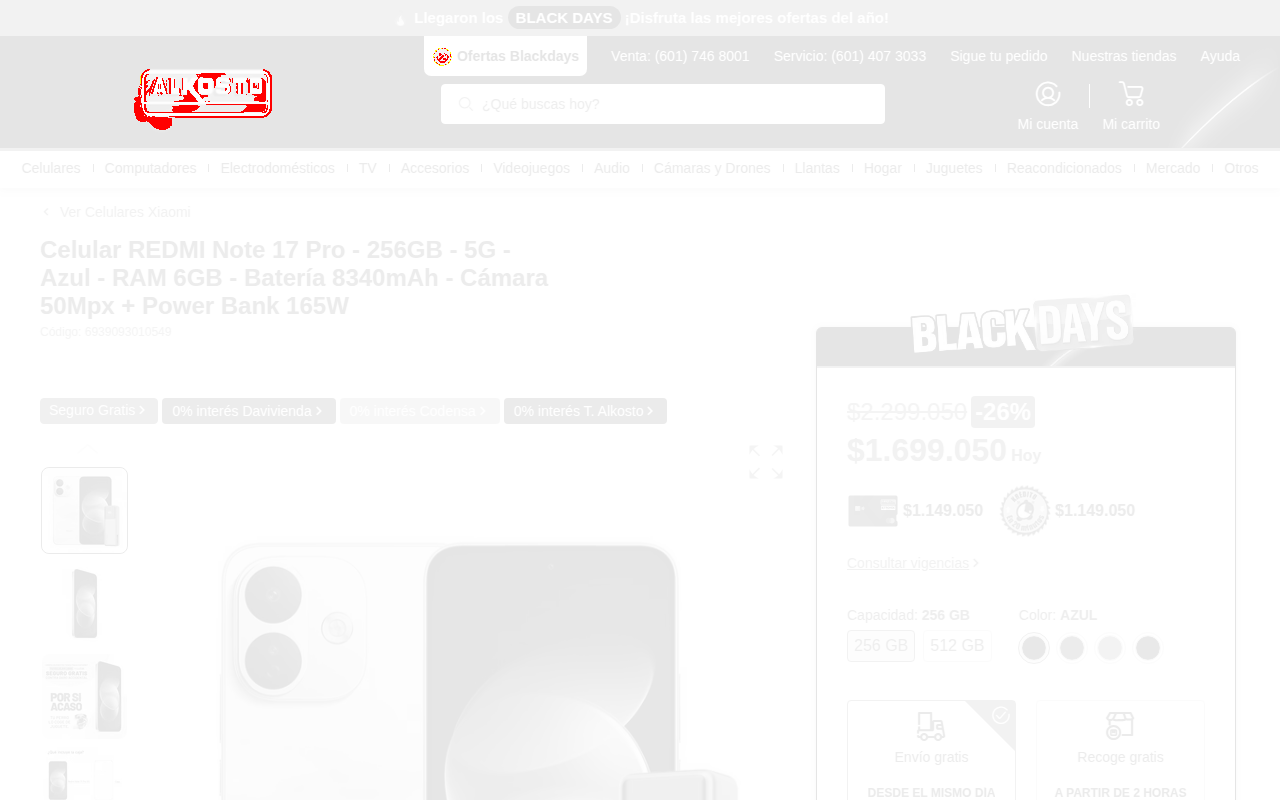 Llegaron los BLACK DAYS ¡Disfruta las mejores ofertas del año!
Ofertas Blackdays
Venta: (601) 746 8001
Servicio: (601) 407 3033
Sigue tu pedido
Nuestras tiendas
Ayuda
ALKOSTO
¿Qué buscas hoy?
Mi cuenta
Mi carrito
Celulares
Computadores
Electrodomésticos
TV
Accesorios
Videojuegos
Audio
Cámaras y Drones
Llantas
Hogar
Juguetes
Reacondicionados
Mercado
Otros
Ver Celulares Xiaomi
Celular REDMI Note 17 Pro - 256GB - 5G -
Azul - RAM 6GB - Batería 8340mAh - Cámara
50Mpx + Power Bank 165W
Código: 6939093010549
BLACK DAYS
Seguro Gratis
0% interés Davivienda
0% interés Codensa
0% interés T. Alkosto
$2.299.050 -26%
$1.699.050 Hoy
$1.149.050
$1.149.050
Consultar vigencias
Capacidad: 256 GB
Color: AZUL
256 GB
512 GB
POR SI
ACASO
Envío gratis
Recoge gratis
DESDE EL MISMO DIA
A PARTIR DE 2 HORAS